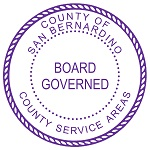 COUNTY OF
SAN BERNARDINO
BOARD
GOVERNED
COUNTY SERVICE AREAS